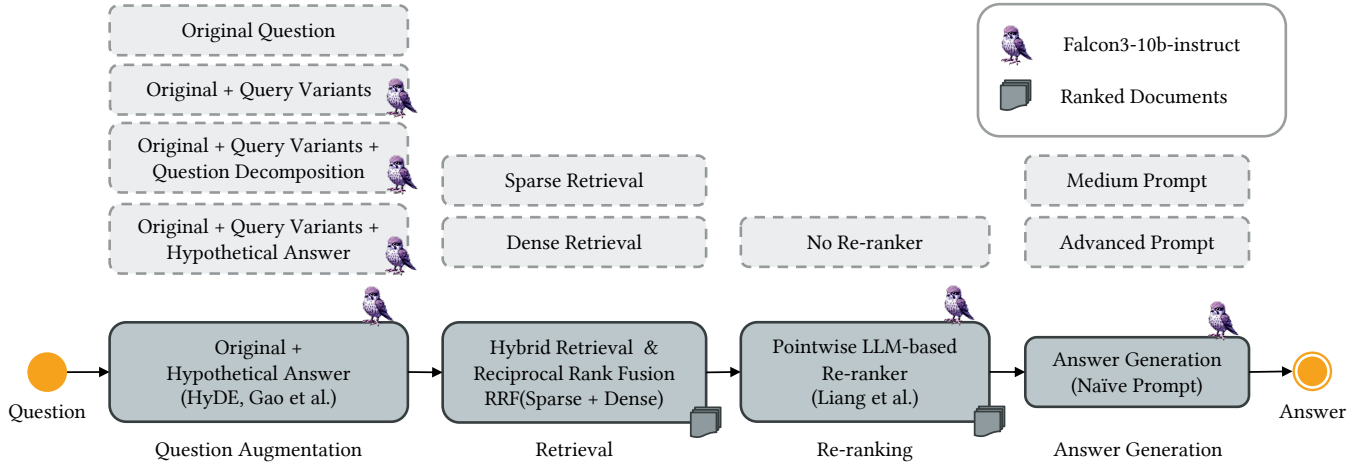 Original Question
Original + Query Variants
Original + Query Variants +
Question Decomposition
Original + Query Variants +
Hypothetical Answer
Sparse Retrieval
Dense Retrieval
No Re-ranker
Medium Prompt
Advanced Prompt
Falcon3-10b-instruct
Ranked Documents
Question
Original +
Hypothetical Answer
(HyDE, Gao et al.)
Hybrid Retrieval &
Reciprocal Rank Fusion
RRF(Sparse + Dense)
Pointwise LLM-based
Re-ranker
(Liang et al.)
Answer Generation
(Naïve Prompt)
Answer
Question Augmentation
Retrieval
Re-ranking
Answer Generation